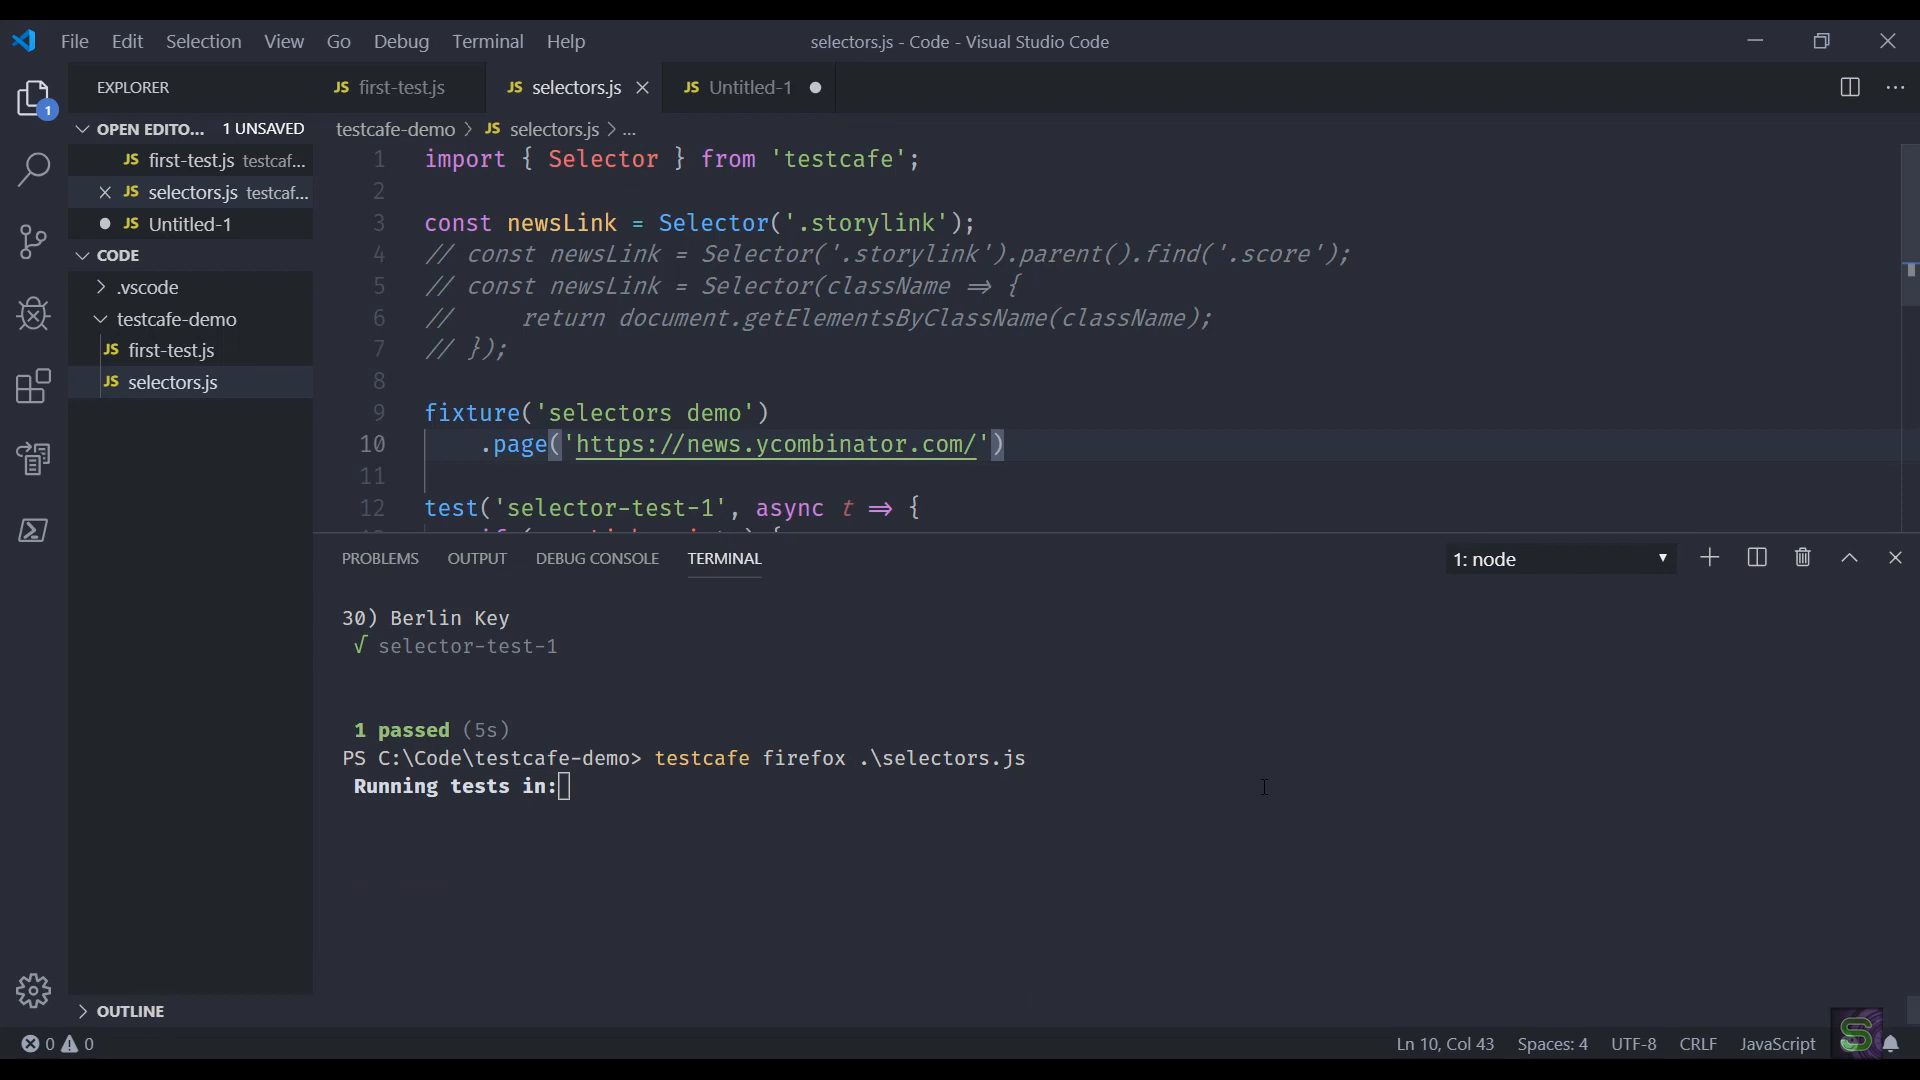 File Edit Selection View Go Debug Terminal Help
selectors.js - Code - Visual Studio Code
EXPLORER
1
JS first-test.js
JS selectors.js
JS Untitled-1
OPEN EDITO... 1 UNSAVED
JS first-test.js testcaf...
JS selectors.js testcaf...
JS Untitled-1
CODE
.vscode
testcafe-demo
JS first-test.js
JS selectors.js
OUTLINE
testcafe-demo > JS selectors.js > ...
1 import { Selector } from 'testcafe';
2
3 const newsLink = Selector('.storylink');
4 // const newsLink = Selector('.storylink').parent().find('.score');
5 // const newsLink = Selector(className => {
6 //     return document.getElementsByClassName(className);
7 // });
8
9 fixture('selectors demo')
10     .page('https://news.ycombinator.com/')
11
12 test('selector-test-1', async t => {
PROBLEMS OUTPUT DEBUG CONSOLE TERMINAL
1: node
30) Berlin Key
√ selector-test-1
1 passed (5s)
PS C:\Code\testcafe-demo> testcafe firefox .\selectors.js
Running tests in:
0 0
Ln 10, Col 43 Spaces: 4 UTF-8 CRLF JavaScript